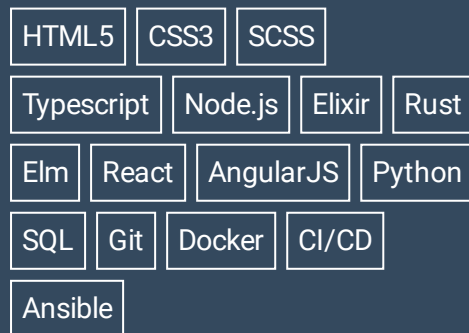 HTML5 CSS3 SCSS
Typescript Node.js Elixir Rust
Elm React AngularJS Python
SQL Git Docker CI/CD
Ansible